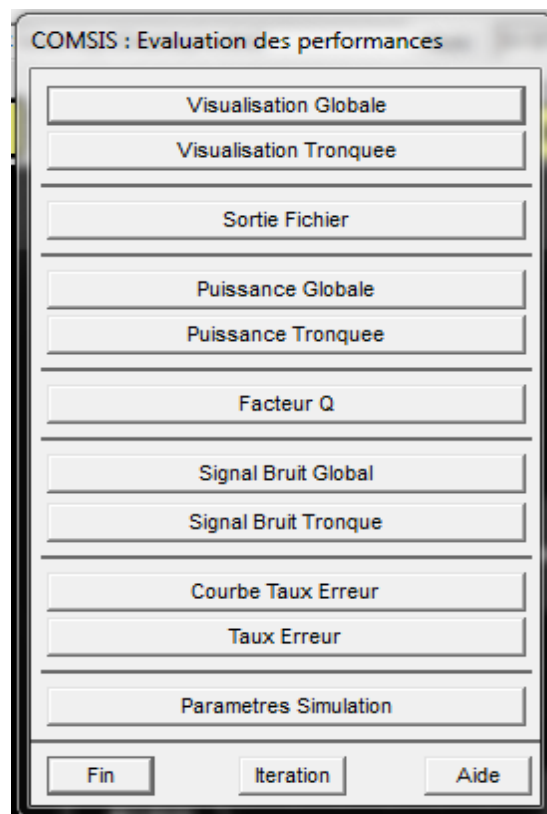 COMSIS : Evaluation des performances
Visualisation Globale
Visualisation Tronquee
Sortie Fichier
Puissance Globale
Puissance Tronquee
Facteur Q
Signal Bruit Global
Signal Bruit Tronque
Courbe Taux Erreur
Taux Erreur
Parametres Simulation
Fin Iteration Aide